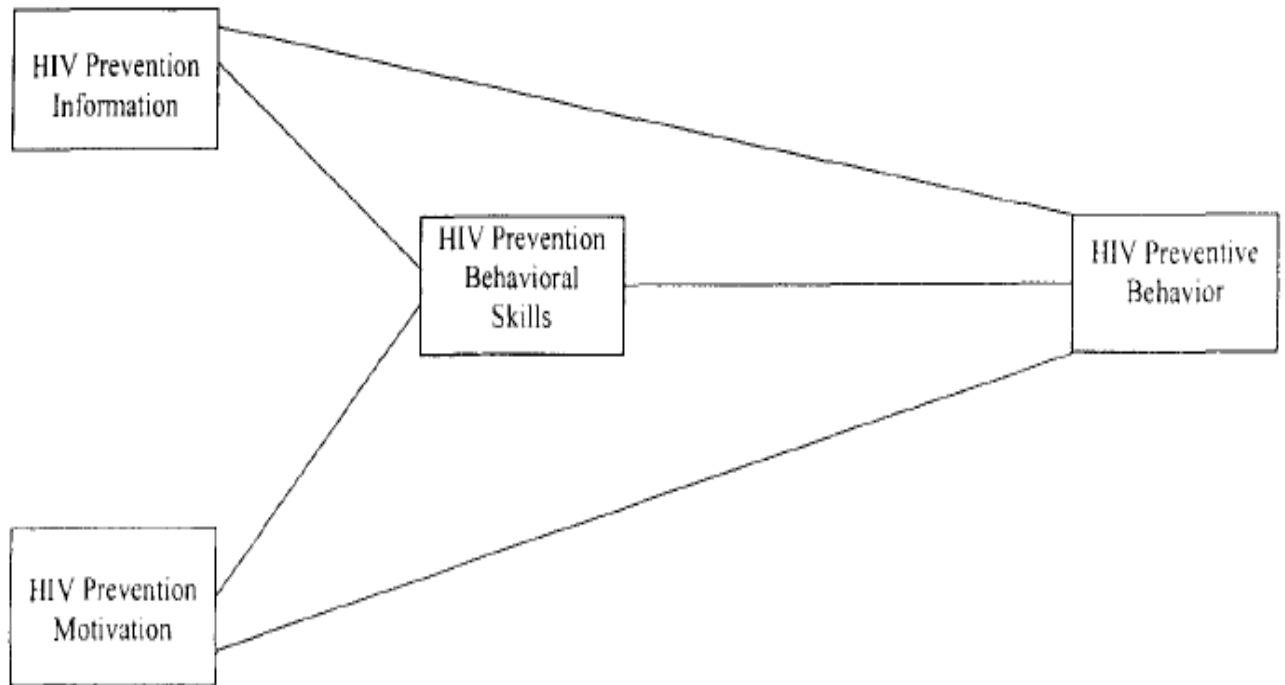 HIV Prevention
Information
HIV Prevention
Behavioral
Skills
HIV Preventive
Behavior
HIV Prevention
Motivation